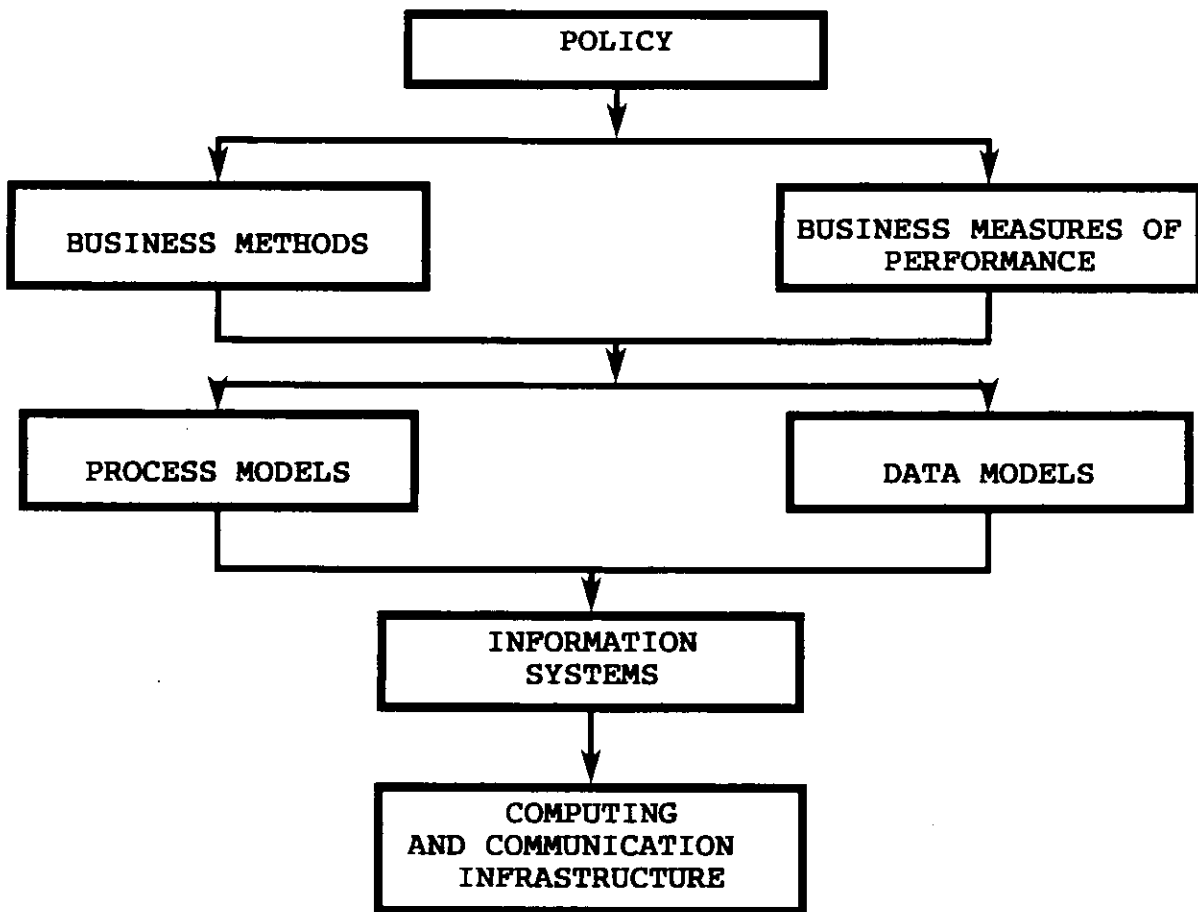 POLICY
BUSINESS METHODS
BUSINESS MEASURES OF
PERFORMANCE
PROCESS MODELS
DATA MODELS
INFORMATION
SYSTEMS
COMPUTING
AND COMMUNICATION
INFRASTRUCTURE